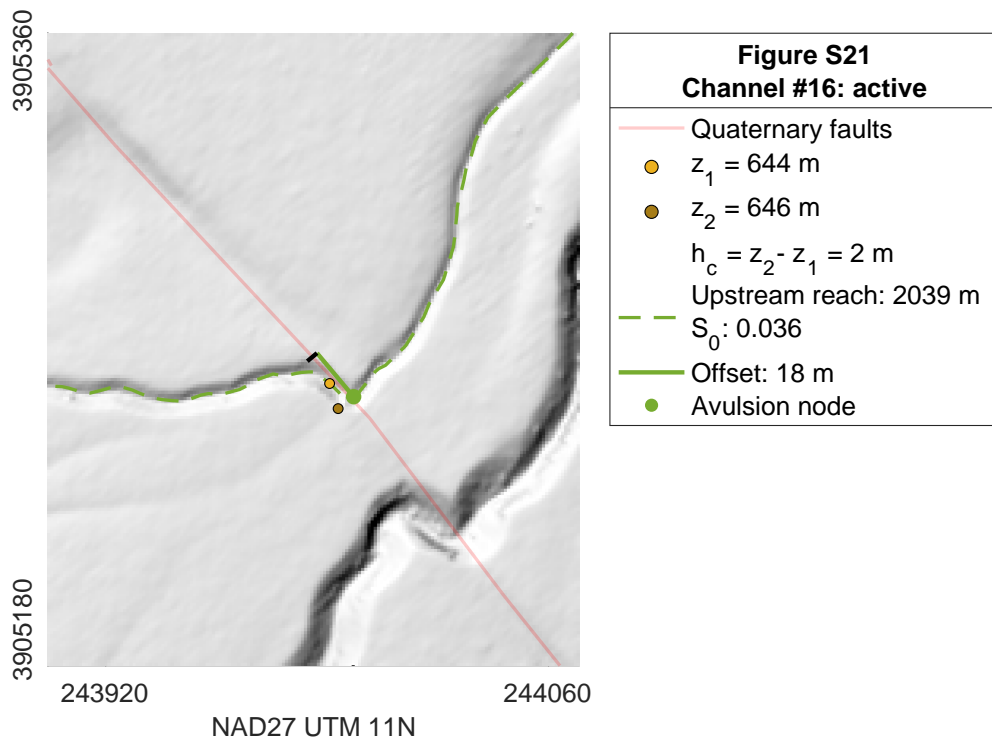 3905360
3905180
243920
244060
NAD27 UTM 11N
Figure S21
Channel #16: active
Quaternary faults
z1 = 644 m
z2 = 646 m
hc = z2- z1 = 2 m
Upstream reach: 2039 m
S0: 0.036
Offset: 18 m
Avulsion node